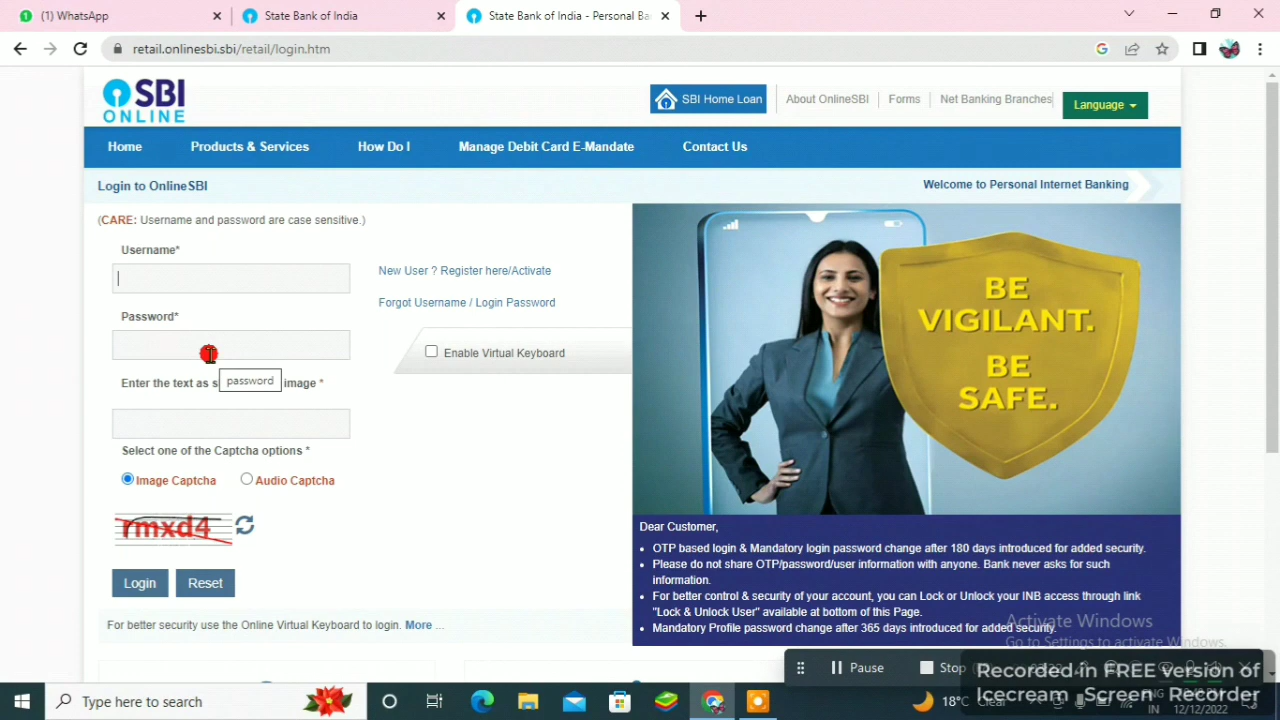 (1) WhatsApp
State Bank of India
State Bank of India - Personal Ba
retail.onlinesbi.sbi/retail/login.htm
SBI
ONLINE
SBI Home Loan
About OnlineSBI
Forms
Net Banking Branches
Language
Home
Products & Services
How Do I
Manage Debit Card E-Mandate
Contact Us
Login to OnlineSBI
Welcome to Personal Internet Banking
(CARE: Username and password are case sensitive.)
Username*
New User ? Register here/Activate
Forgot Username / Login Password
Password*
Enable Virtual Keyboard
password
Enter the text as s image *
Select one of the Captcha options *
Image Captcha
Audio Captcha
rmxd4
Login
Reset
For better security use the Online Virtual Keyboard to login. More ...
BE
VIGILANT.
BE
SAFE.
Dear Customer,
OTP based login & Mandatory login password change after 180 days introduced for added security.
Please do not share OTP/password/user information with anyone. Bank never asks for such
information.
For better control & security of your account, you can Lock or Unlock your INB access through link
"Lock & Unlock User" available at bottom of this Page.
Mandatory Profile password change after 365 days introduced for added security.
Activate Windows
Go to Settings to activate Windows.
Pause
Stop
Recorded in FREE version of
Icecream Screen Recorder
Type here to search
18°C Clear
ENG
IN
12/12/2022